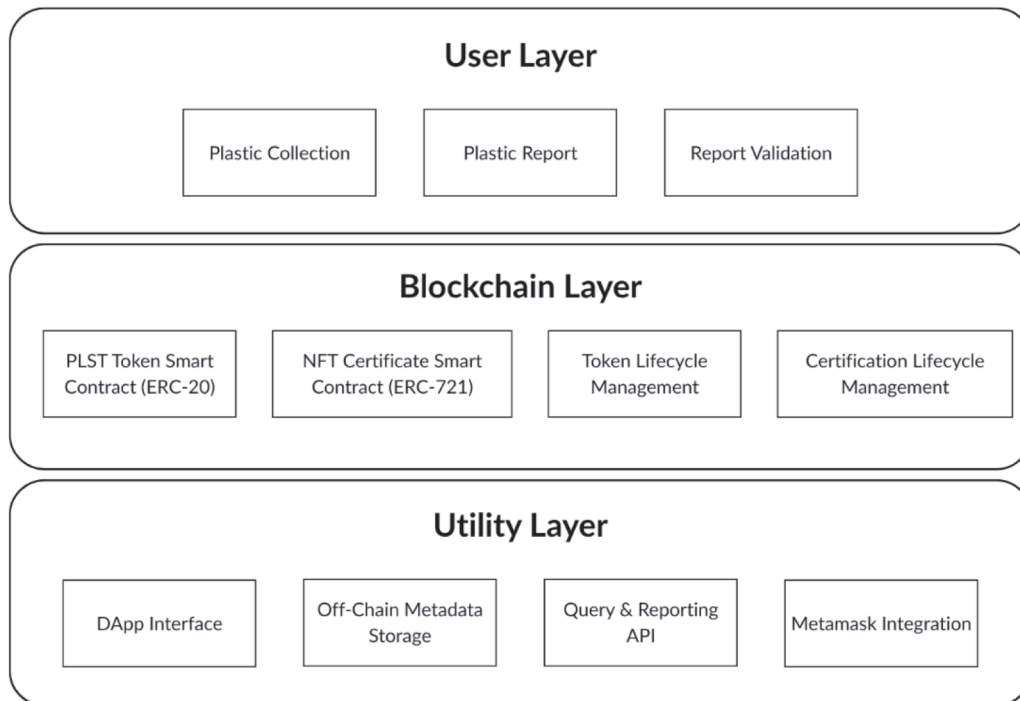 User Layer
Plastic Collection
Plastic Report
Report Validation
Blockchain Layer
PLST Token Smart
Contract (ERC-20)
NFT Certificate Smart
Contract (ERC-721)
Token Lifecycle
Management
Certification Lifecycle
Management
Utility Layer
DApp Interface
Off-Chain Metadata
Storage
Query & Reporting
API
Metamask Integration